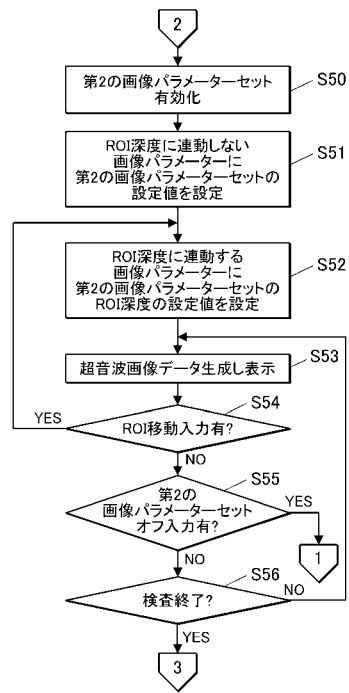 2
第2の画像パラメーターセット
有効化
S50
ROI深度に連動しない
画像パラメーターに
第2の画像パラメーターセットの
設定値を設定
S51
ROI深度に連動する
画像パラメーターに
第2の画像パラメーターセットの
ROI深度の設定値を設定
S52
超音波画像データ生成し表示
S53
S54
YES
ROI移動入力有?
NO
S55
第2の
画像パラメーターセット
オフ入力有?
YES
1
NO
S56
検査終了?
NO
YES
3